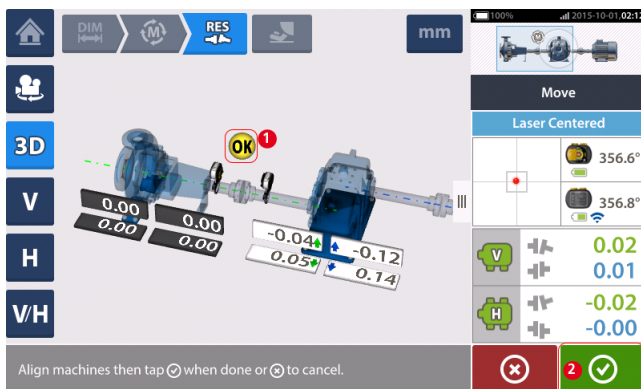 100% 2015-10-01,02:12
DIM
M
RES
mm
M
Move
Laser Centered
3D
OK 1
356.6°
356.8°
V
0.00
0.00
-0.04
-0.12
0.00
0.00
0.05
0.14
H
V 0.02
0.01
V/H
H -0.02
-0.00
Align machines then tap when done or to cancel.
2